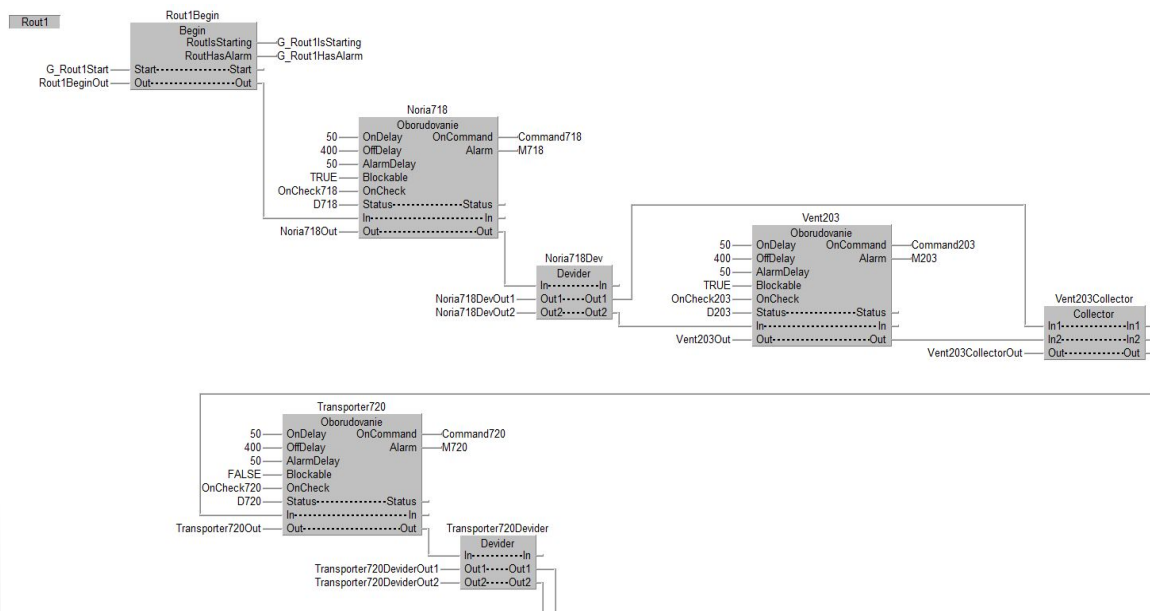 Rout1
Rout1Begin
Begin
RoutIsStarting G_Rout1IsStarting
RoutHasAlarm G_Rout1HasAlarm
G_Rout1Start Start Start
Rout1BeginOut Out Out
Noria718
Oborudovanie
50 OnDelay OnCommand Command718
400 OffDelay Alarm M718
50 AlarmDelay
TRUE Blockable
OnCheck718 OnCheck
D718 Status Status
In In
Noria718Out Out Out
Noria718Dev
Devider
In In
Noria718DevOut1 Out1 Out1
Noria718DevOut2 Out2 Out2
Vent203
Oborudovanie
50 OnDelay OnCommand Command203
400 OffDelay Alarm M203
50 AlarmDelay
TRUE Blockable
OnCheck203 OnCheck
D203 Status Status
In In
Vent203Out Out Out
Vent203Collector
Collector
In1 In1
In2 In2
Vent203CollectorOut Out Out
Transporter720
Oborudovanie
50 OnDelay OnCommand Command720
400 OffDelay Alarm M720
50 AlarmDelay
FALSE Blockable
OnCheck720 OnCheck
D720 Status Status
In In
Transporter720Out Out Out
Transporter720Devider
Devider
In In
Transporter720DeviderOut1 Out1 Out1
Transporter720DeviderOut2 Out2 Out2